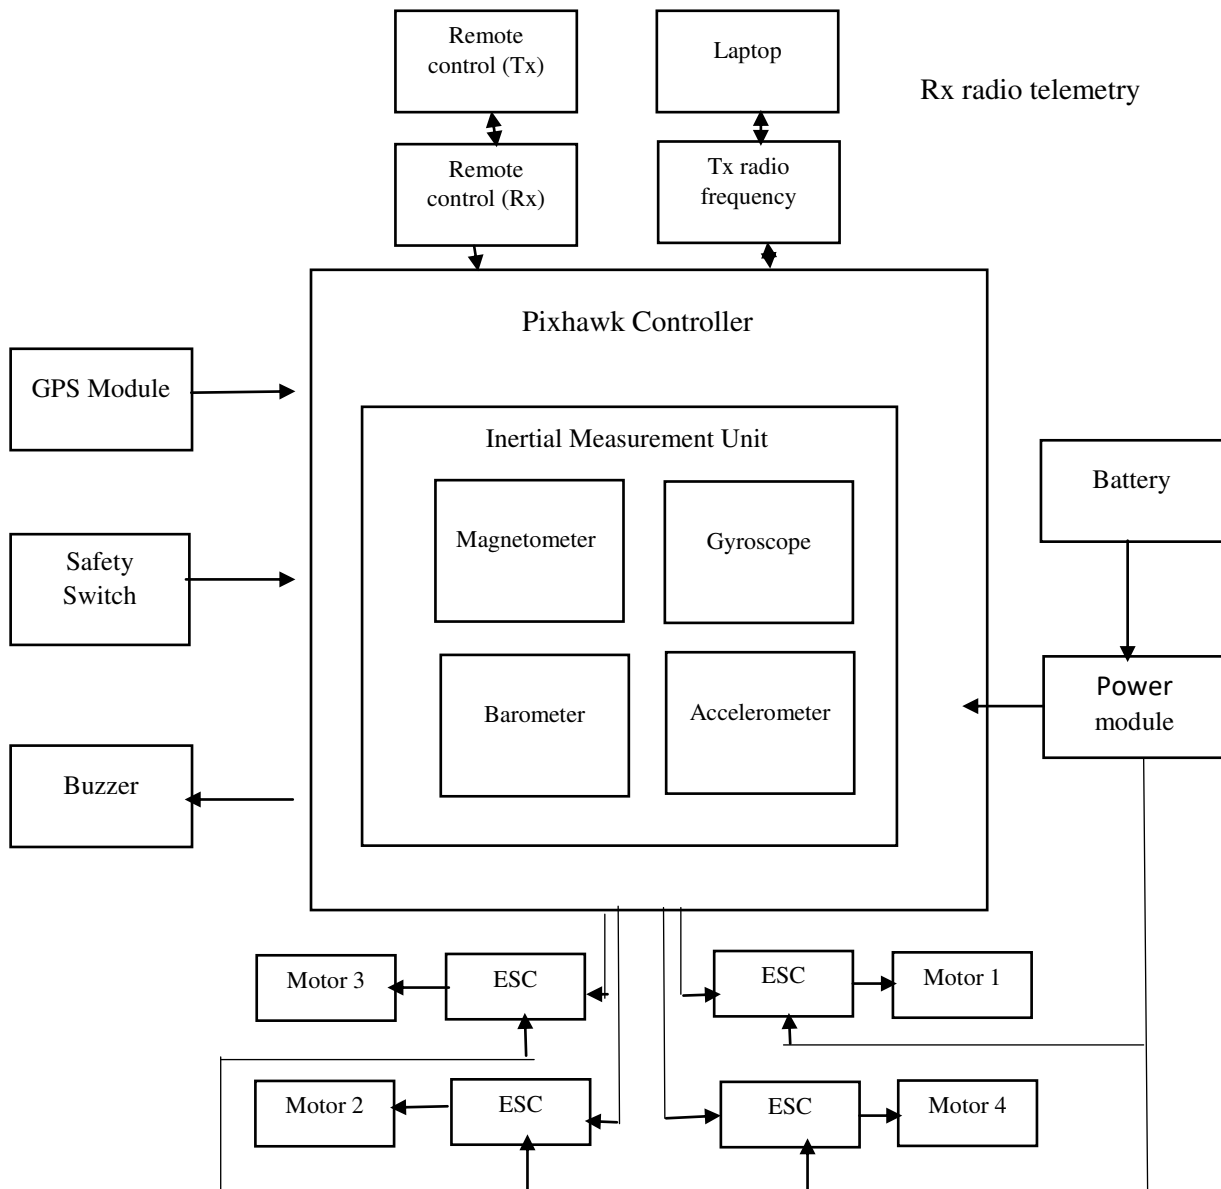 Remote
control (Tx)
Laptop
Rx radio telemetry
Remote
control (Rx)
Tx radio
frequency
Pixhawk Controller
GPS Module
Inertial Measurement Unit
Battery
Magnetometer
Gyroscope
Safety
Switch
Power
module
Barometer
Accelerometer
Buzzer
Motor 3
ESC
ESC
Motor 1
Motor 2
ESC
ESC
Motor 4